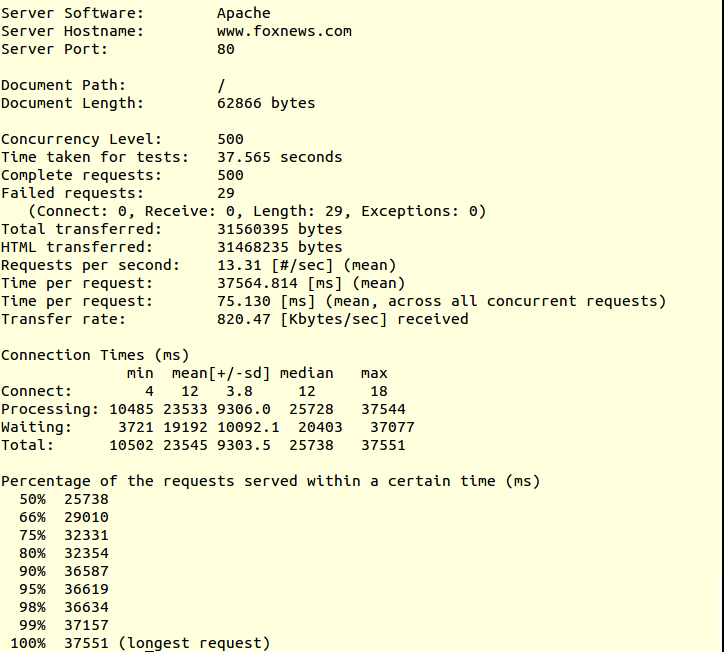 Server Software:        Apache
Server Hostname:        www.foxnews.com
Server Port:            80
Document Path:          /
Document Length:        62866 bytes
Concurrency Level:      500
Time taken for tests:   37.565 seconds
Complete requests:      500
Failed requests:        29
   (Connect: 0, Receive: 0, Length: 29, Exceptions: 0)
Total transferred:      31560395 bytes
HTML transferred:       31468235 bytes
Requests per second:    13.31 [#/sec] (mean)
Time per request:       37564.814 [ms] (mean)
Time per request:       75.130 [ms] (mean, across all concurrent requests)
Transfer rate:          820.47 [Kbytes/sec] received
Connection Times (ms)
              min  mean[+/-sd] median   max
Connect:        4   12   3.8     12      18
Processing: 10485 23533 9306.0  25728   37544
Waiting:     3721 19192 10092.1  20403   37077
Total:      10502 23545 9303.5  25738   37551
Percentage of the requests served within a certain time (ms)
  50%  25738
  66%  29010
  75%  32331
  80%  32354
  90%  36587
  95%  36619
  98%  36634
  99%  37157
 100%  37551 (longest request)